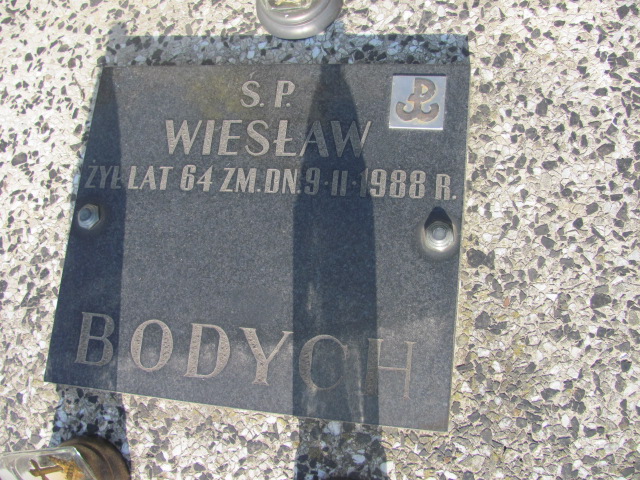 Ś.P.
WIESŁAW
ŻYŁ LAT 64 ZM. DN. 9-11-1988 R.
BODYCH